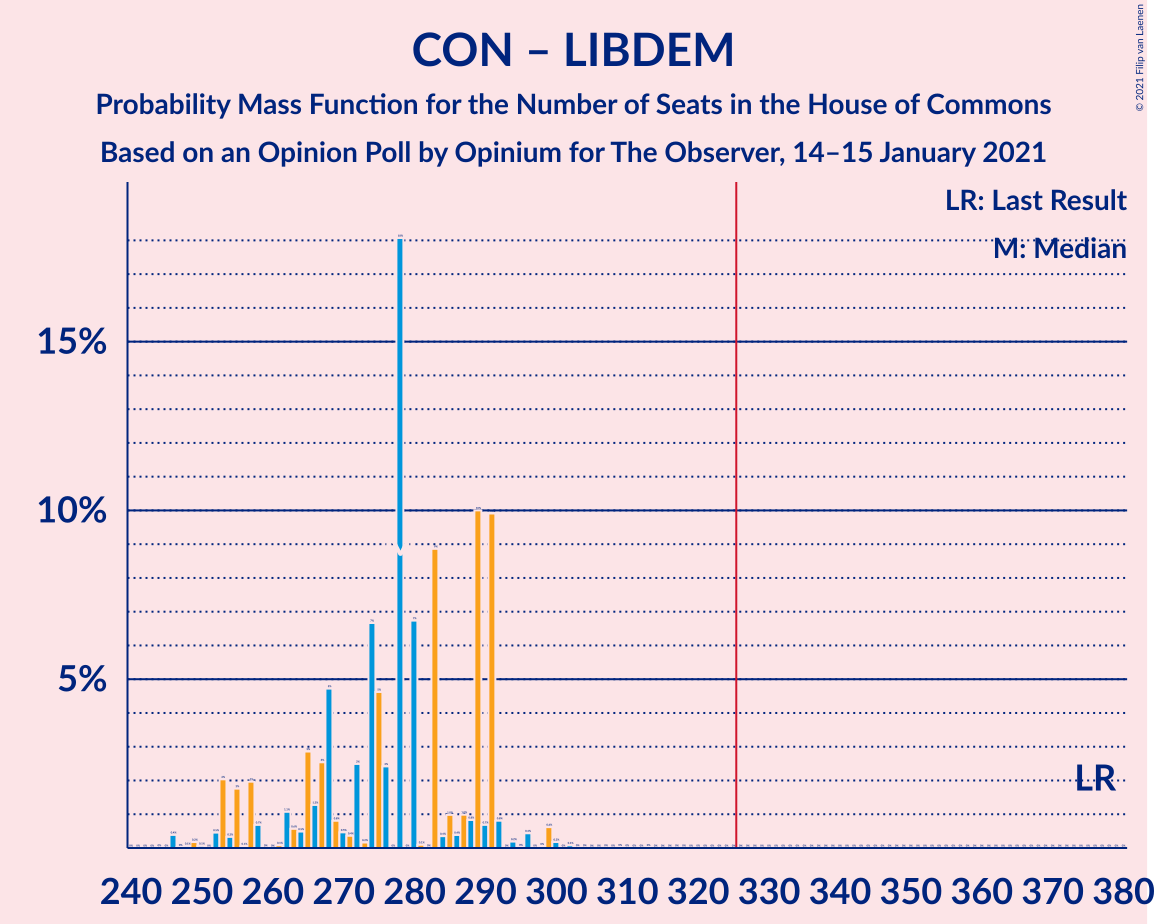 CON – LIBDEM
Probability Mass Function for the Number of Seats in the House of Commons
Based on an Opinion Poll by Opinium for The Observer, 14–15 January 2021
© 2021 Filip van Laenen
LR: Last Result
M: Median
15%
10%
5%
LR
240 250 260 270 280 290 300 310 320 330 340 350 360 370 380